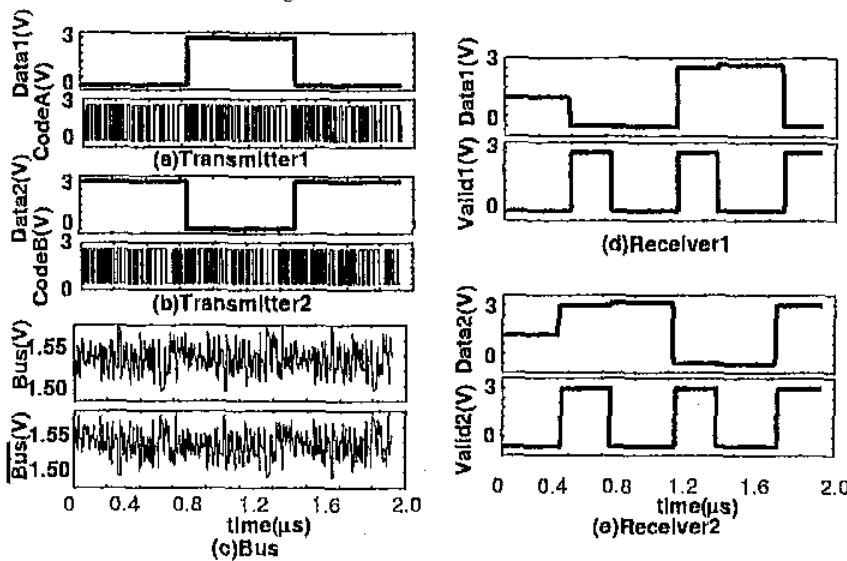 3
Data1(V)
0
3
CodeA(V)
0
(a)Transmitter1
3
Data2(V)
0
3
CodeB(V)
0
(b)Transmitter2
1.55
Bus(V)
1.50
1.55
Bus(V)
1.50
0 0.4 0.8 1.2 1.6 2.0
time(μs)
(c)Bus
3
Data1(V)
0
3
Valid1(V)
0
(d)Receiver1
3
Data2(V)
0
3
Valid2(V)
0
0 0.4 0.8 1.2 1.6 2.0
time(μs)
(e)Receiver2